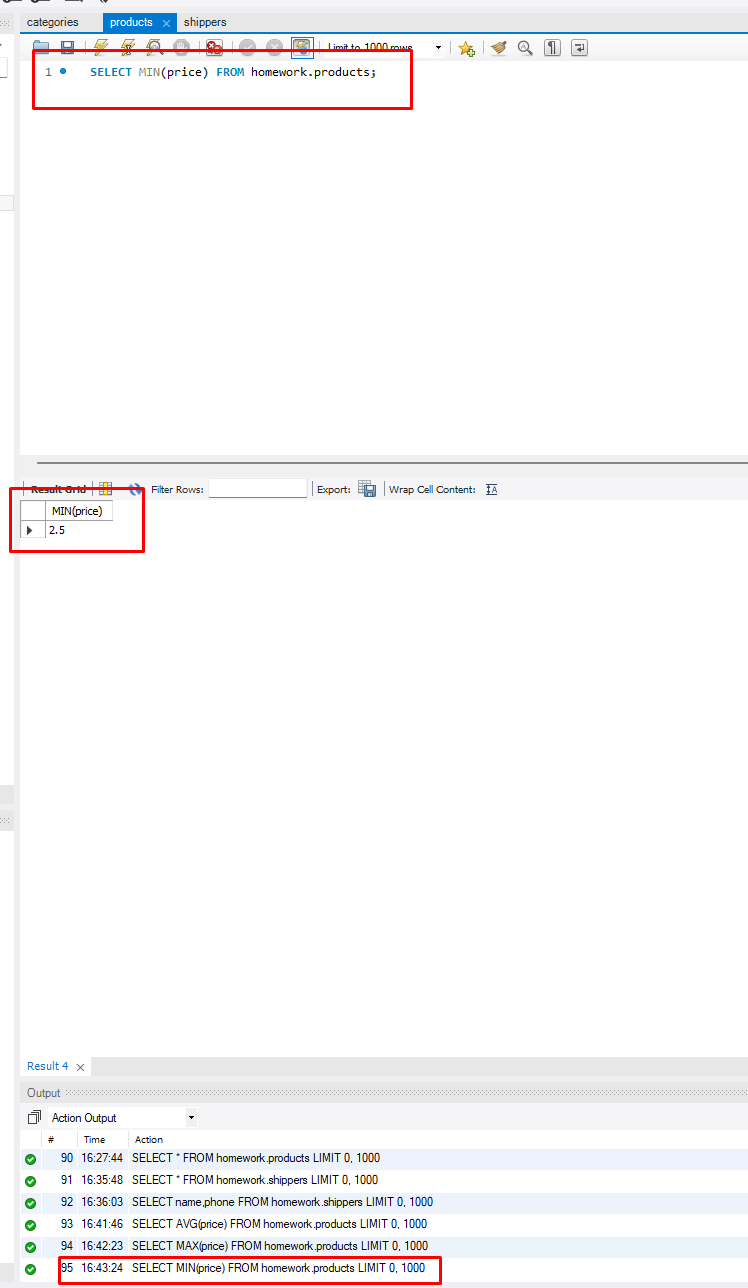 categories products shippers
Limit to 1000 rows
1 SELECT MIN(price) FROM homework.products;
Result Grid Filter Rows: Export: Wrap Cell Content:
MIN(price)
2.5
Result 4
Output
Action Output
# Time Action
90 16:27:44 SELECT * FROM homework.products LIMIT 0, 1000
91 16:35:48 SELECT * FROM homework.shippers LIMIT 0, 1000
92 16:36:03 SELECT name,phone FROM homework.shippers LIMIT 0, 1000
93 16:41:46 SELECT AVG(price) FROM homework.products LIMIT 0, 1000
94 16:42:23 SELECT MAX(price) FROM homework.products LIMIT 0, 1000
95 16:43:24 SELECT MIN(price) FROM homework.products LIMIT 0, 1000